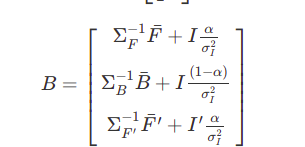 B = [ Σ_F^{-1} F̄ + I α/σ_I^2
Σ_B^{-1} B̄ + I (1−α)/σ_I^2
Σ_{F'}^{-1} F̄' + I' α/σ_I^2 ]